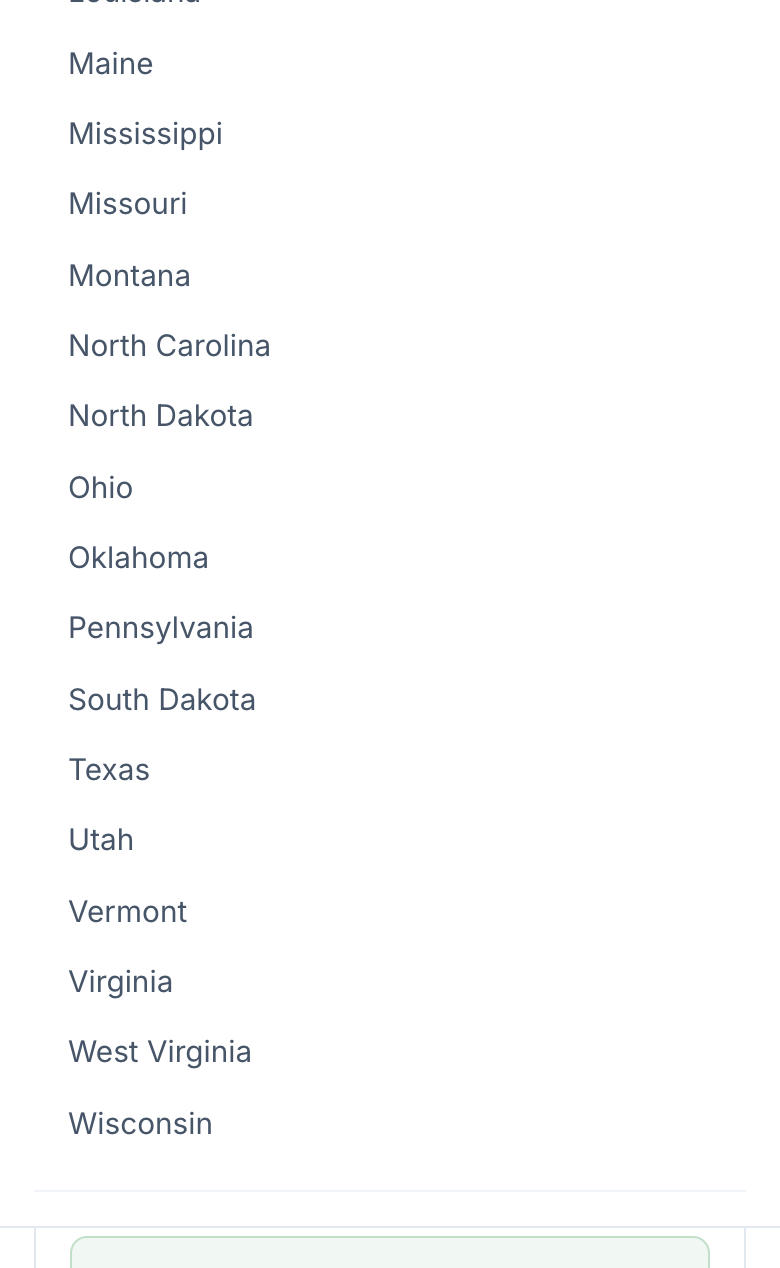 Louisiana
Maine
Mississippi
Missouri
Montana
North Carolina
North Dakota
Ohio
Oklahoma
Pennsylvania
South Dakota
Texas
Utah
Vermont
Virginia
West Virginia
Wisconsin